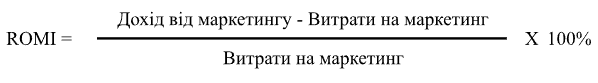 Дохід від маркетингу - Витрати на маркетинг
ROMI = X 100%
Витрати на маркетинг